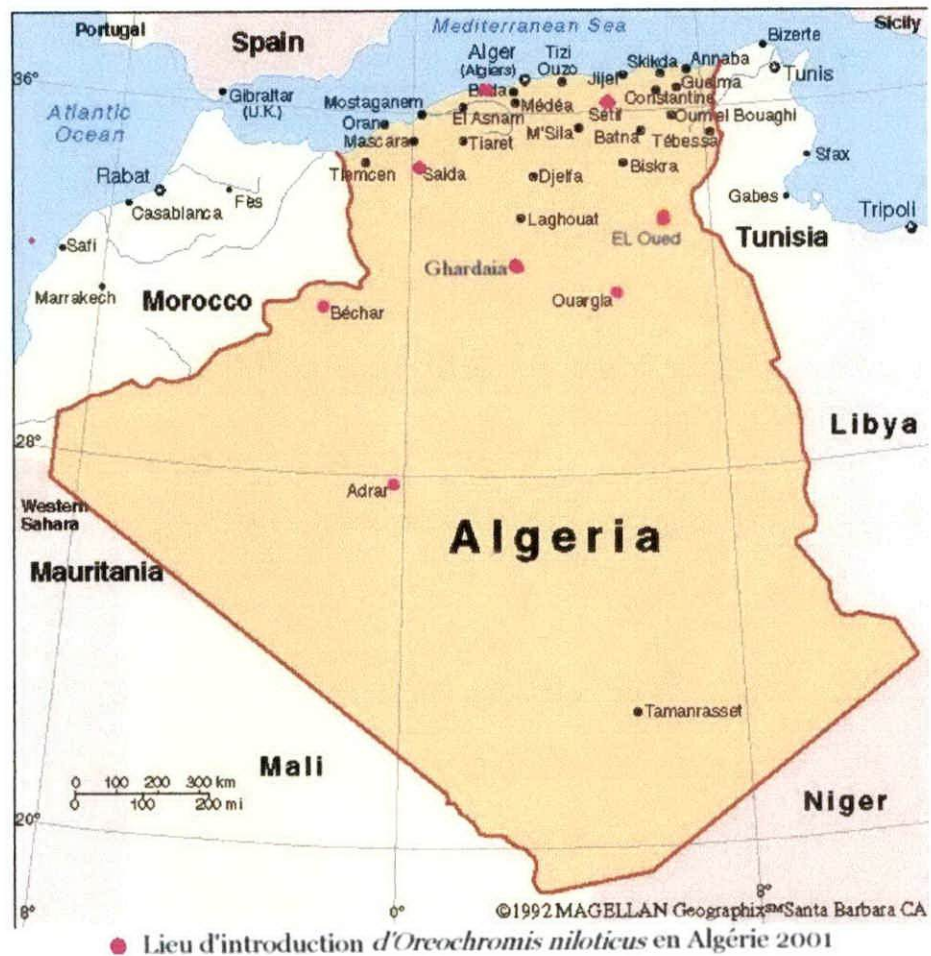 Portugal
Spain
Mediterranean Sea
Sicily
Bizerte
Alger
(Algiers)
Tizi
Ouzo
Jijel
Skikda
Annaba
Tunis
36°
Gibraltar
(U.K.)
Blida
Guelma
Constantine
Mostaganem
El Asnam
Médéa
Sétif
Oum el Bouaghi
Atlantic
Ocean
Oran
Mascara
Tiaret
M'Sila
Batna
Tébessa
Sfax
Tlemcen
Saida
Djelfa
Biskra
Rabat
Fès
Casablanca
Gabes
Tripoli
Laghouat
EL Oued
Tunisia
Safi
Ghardaia
Marrakech
Morocco
Béchar
Ouargla
Libya
28°
Adrar
Western
Sahara
Algeria
Mauritania
Tamanrasset
Mali
0 100 200 300 km
0 100 200 mi
Niger
20°
8°
0°
8°
©1992 MAGELLAN Geographix℠Santa Barbara CA
Lieu d'introduction d'Oreochromis niloticus en Algérie 2001